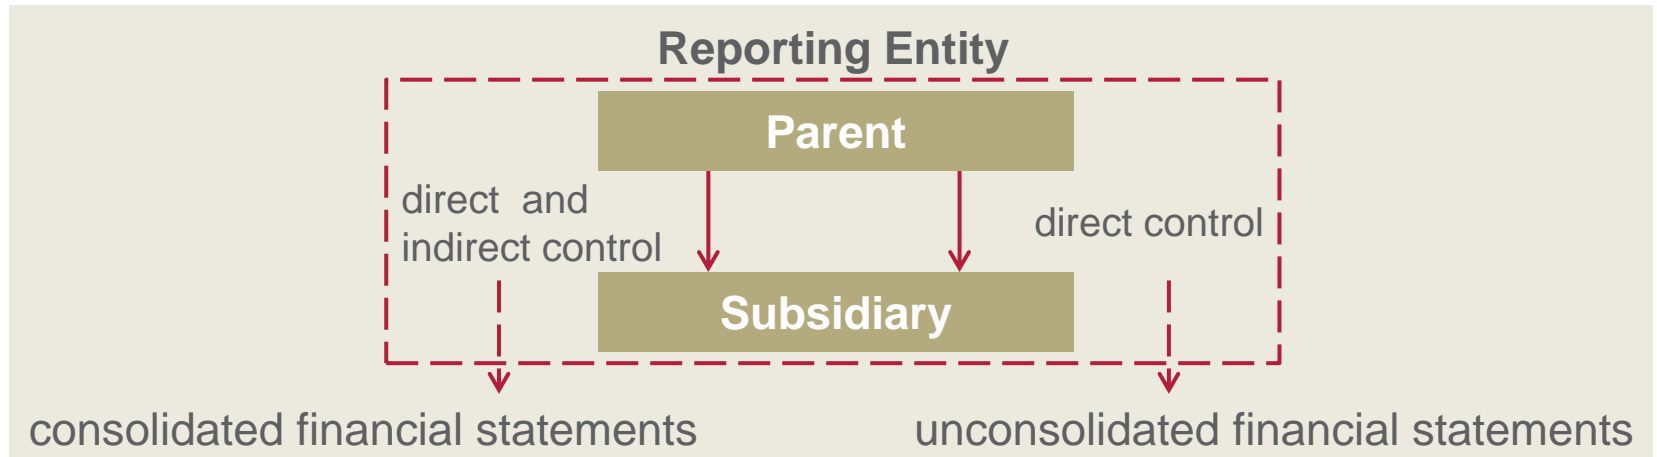 Reporting Entity
Parent
direct and
indirect control
direct control
Subsidiary
consolidated financial statements
unconsolidated financial statements